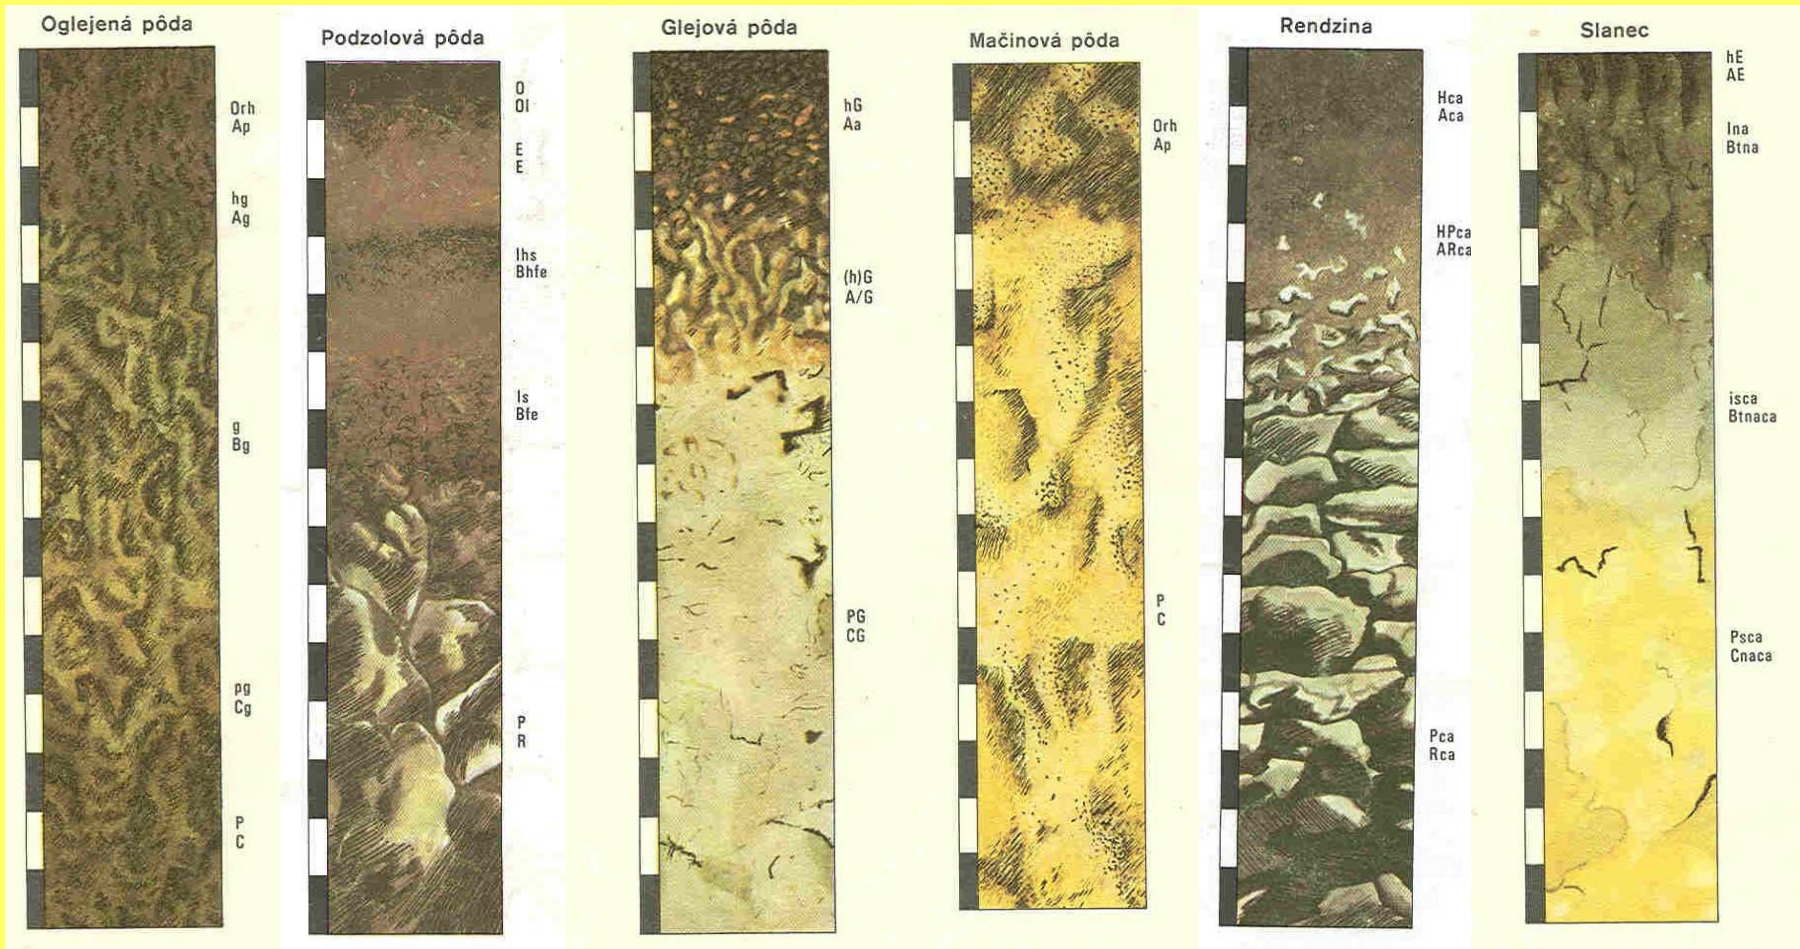 Oglejená pôda
Orh
Ap
hg
Ag
g
Bg
pg
Cg
P
C
Podzolová pôda
O
Ol
E
E
Ihs
Bhfe
Is
Bfe
P
R
Glejová pôda
hG
Aa
(h)G
A/G
PG
CG
Mačinová pôda
Orh
Ap
P
C
Rendzina
Hca
Aca
HPca
ARca
Pca
Rca
Slanec
hE
AE
Ina
Btna
isca
Btnaca
Psca
Cnaca